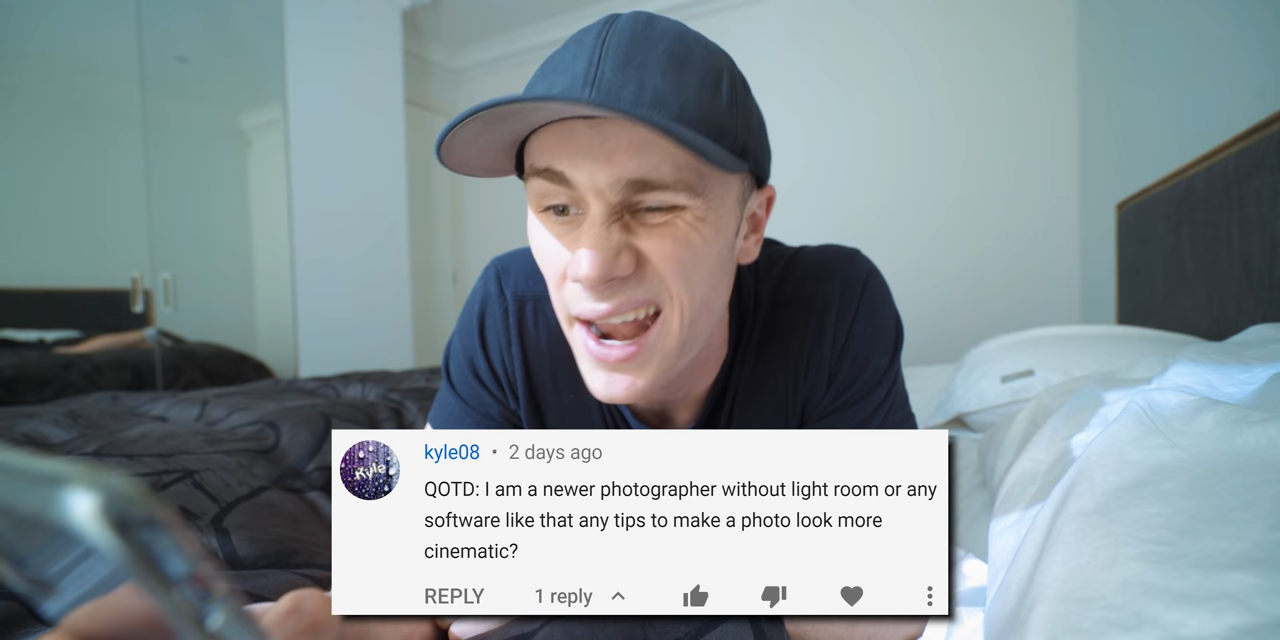 kyle08 • 2 days ago
Kyle
QOTD: I am a newer photographer without light room or any
software like that any tips to make a photo look more
cinematic?
REPLY 1 reply